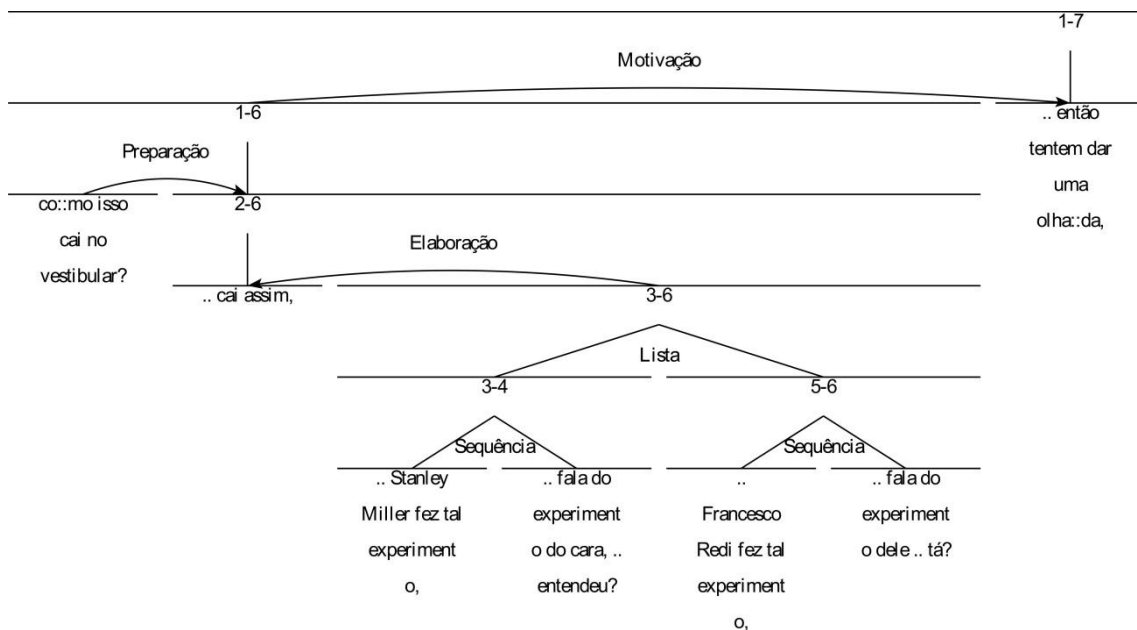 1-7
Motivação
1-6
.. então
tentem dar
uma
olha::da,
Preparação
2-6
co::mo isso
cai no
vestibular?
Elaboração
.. cai assim,
3-6
Lista
3-4
5-6
Sequência
Sequência
.. Stanley
Miller fez tal
experiment
o,
.. fala do
experiment
o do cara, ..
entendeu?
..
Francesco
Redi fez tal
experiment
o,
.. fala do
experiment
o dele .. tá?